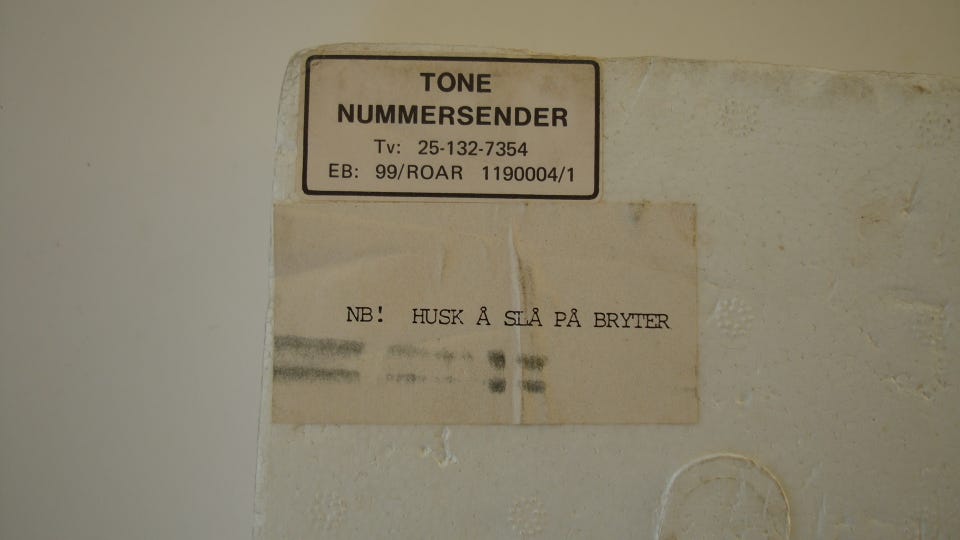 TONE
NUMMERSENDER
Tv: 25-132-7354
EB: 99/ROAR 1190004/1
NB! HUSK Å SLÅ PÅ BRYTER